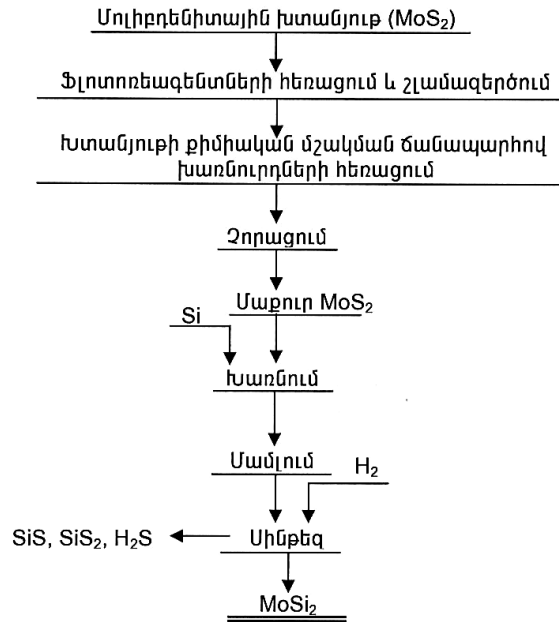 Մոլիբդենիտային խտանյութ (MoS₂)
Ֆլոտոռեագենտների հեռացում և շլամազերծում
Խտանյութի քիմիական մշակման ճանապարհով
խառնուրդների հեռացում
Չորացում
Մաքուր MoS₂
Si
Խառնում
Մամլում
H₂
SiS, SiS₂, H₂S
Սինթեզ
MoSi₂